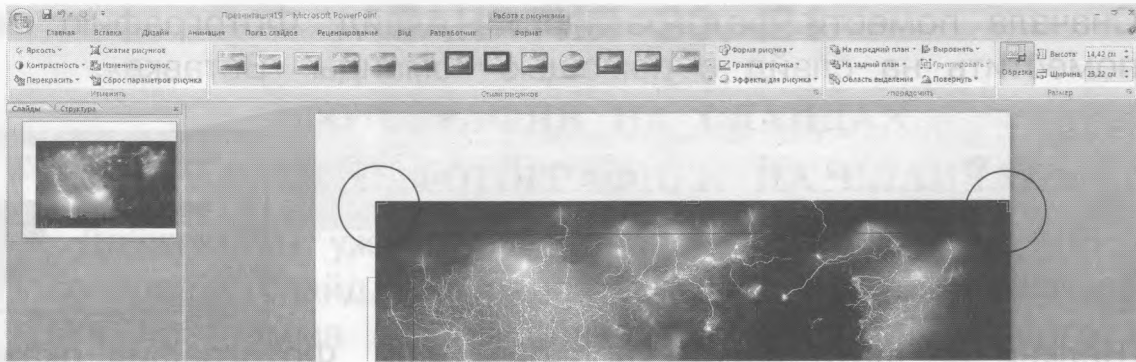 Презентация19 - Microsoft PowerPoint
Работа с рисунками
Главная Вставка Дизайн Анимация Показ слайдов Рецензирование Вид Разработчик Формат
Яркость Сжатие рисунков Форма рисунка На передний план Выровнять Высота: 14,42 см
Контрастность Изменить рисунок Граница рисунка На задний план Группировать Обрезка Ширина: 23,22 см
Перекрасить Сброс параметров рисунка Эффекты для рисунка Область выделения Повернуть
Изменить Стили рисунков Упорядочить Размер
Слайды Структура